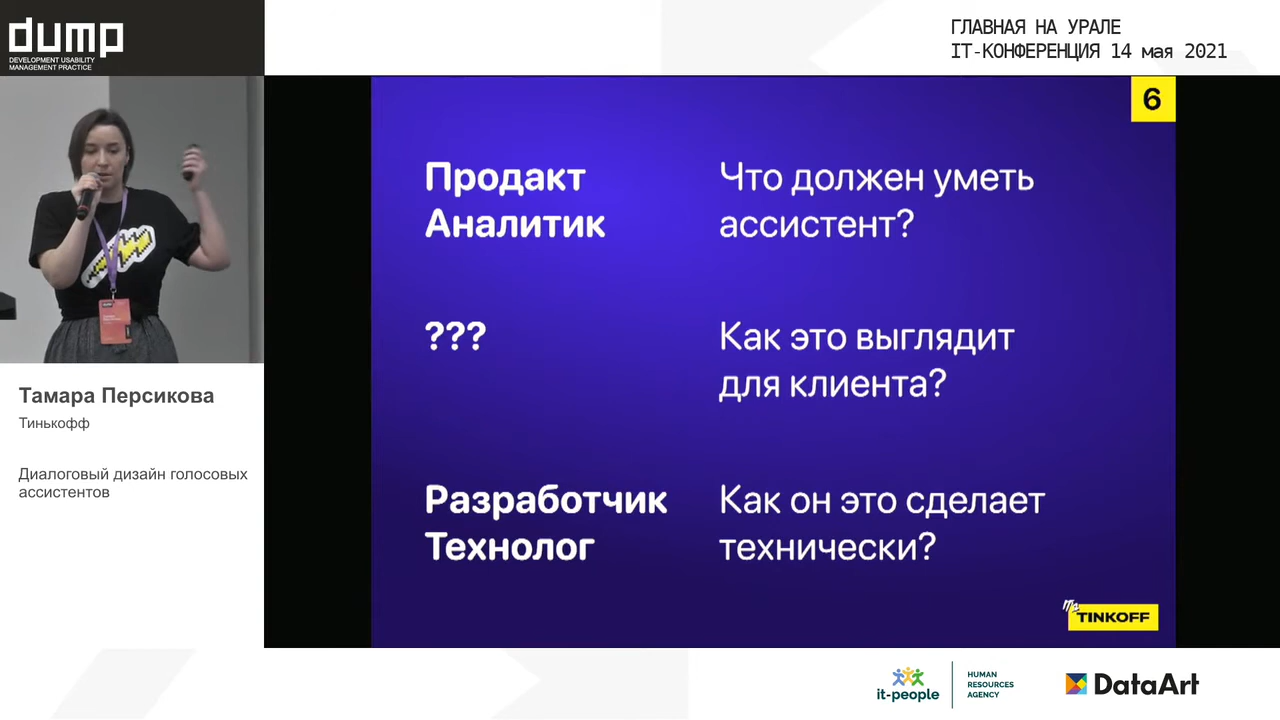 dump
DEVELOPMENT USABILITY
MANAGEMENT PRACTICE
ГЛАВНАЯ НА УРАЛЕ
IT-КОНФЕРЕНЦИЯ 14 мая 2021
6
Продакт
Аналитик
Что должен уметь
ассистент?
???
Как это выглядит
для клиента?
Разработчик
Технолог
Как он это сделает
технически?
TINKOFF
Тамара Персикова
Тинькофф
Диалоговый дизайн голосовых
ассистентов
it-people
HUMAN
RESOURCES
AGENCY
DataArt